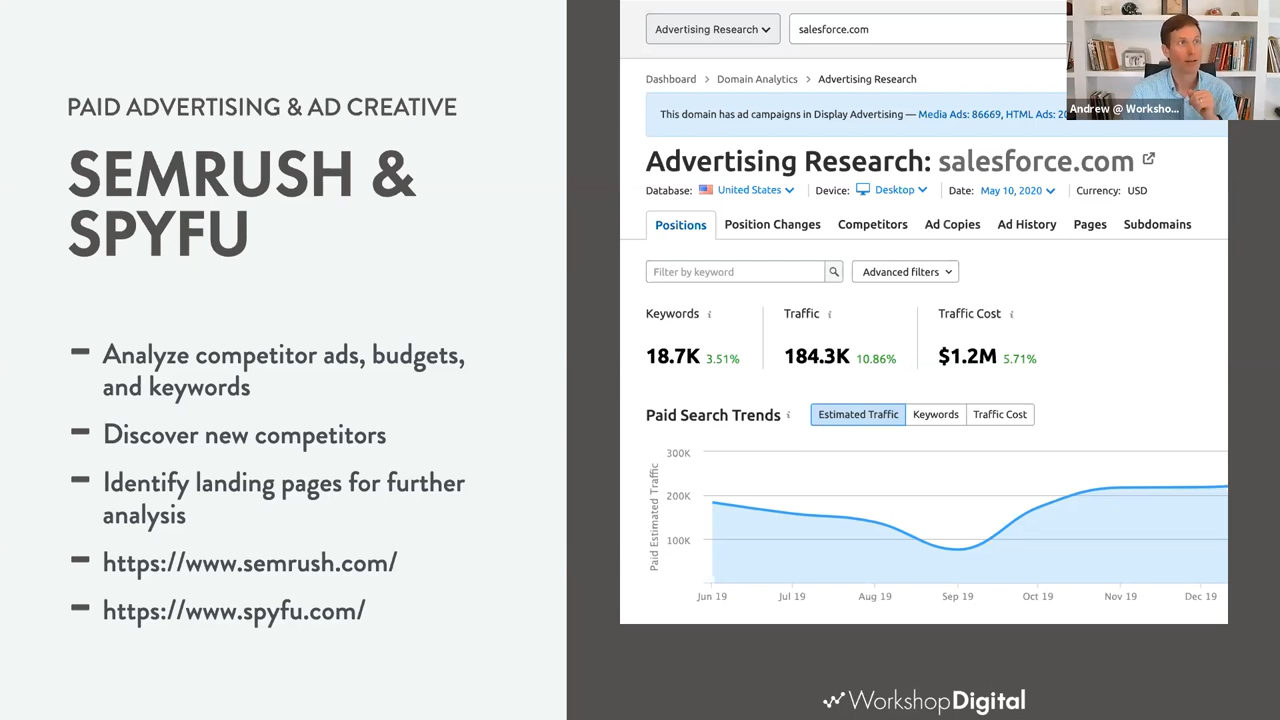 PAID ADVERTISING & AD CREATIVE
SEMRUSH &
SPYFU
Analyze competitor ads, budgets,
and keywords
Discover new competitors
Identify landing pages for further
analysis
https://www.semrush.com/
https://www.spyfu.com/
Advertising Research
salesforce.com
Andrew @ Worksho...
Dashboard > Domain Analytics > Advertising Research
This domain has ad campaigns in Display Advertising — Media Ads: 86669, HTML Ads:
Advertising Research: salesforce.com
Database: United States | Device: Desktop | Date: May 10, 2020 | Currency: USD
Positions Position Changes Competitors Ad Copies Ad History Pages Subdomains
Filter by keyword Advanced filters
Keywords i Traffic i Traffic Cost i
18.7K 3.51% 184.3K 10.86% $1.2M 5.71%
Paid Search Trends i Estimated Traffic Keywords Traffic Cost
Paid Estimated Traffic
300K
200K
100K
Jun 19 Jul 19 Aug 19 Sep 19 Oct 19 Nov 19 Dec 19
WorkshopDigital